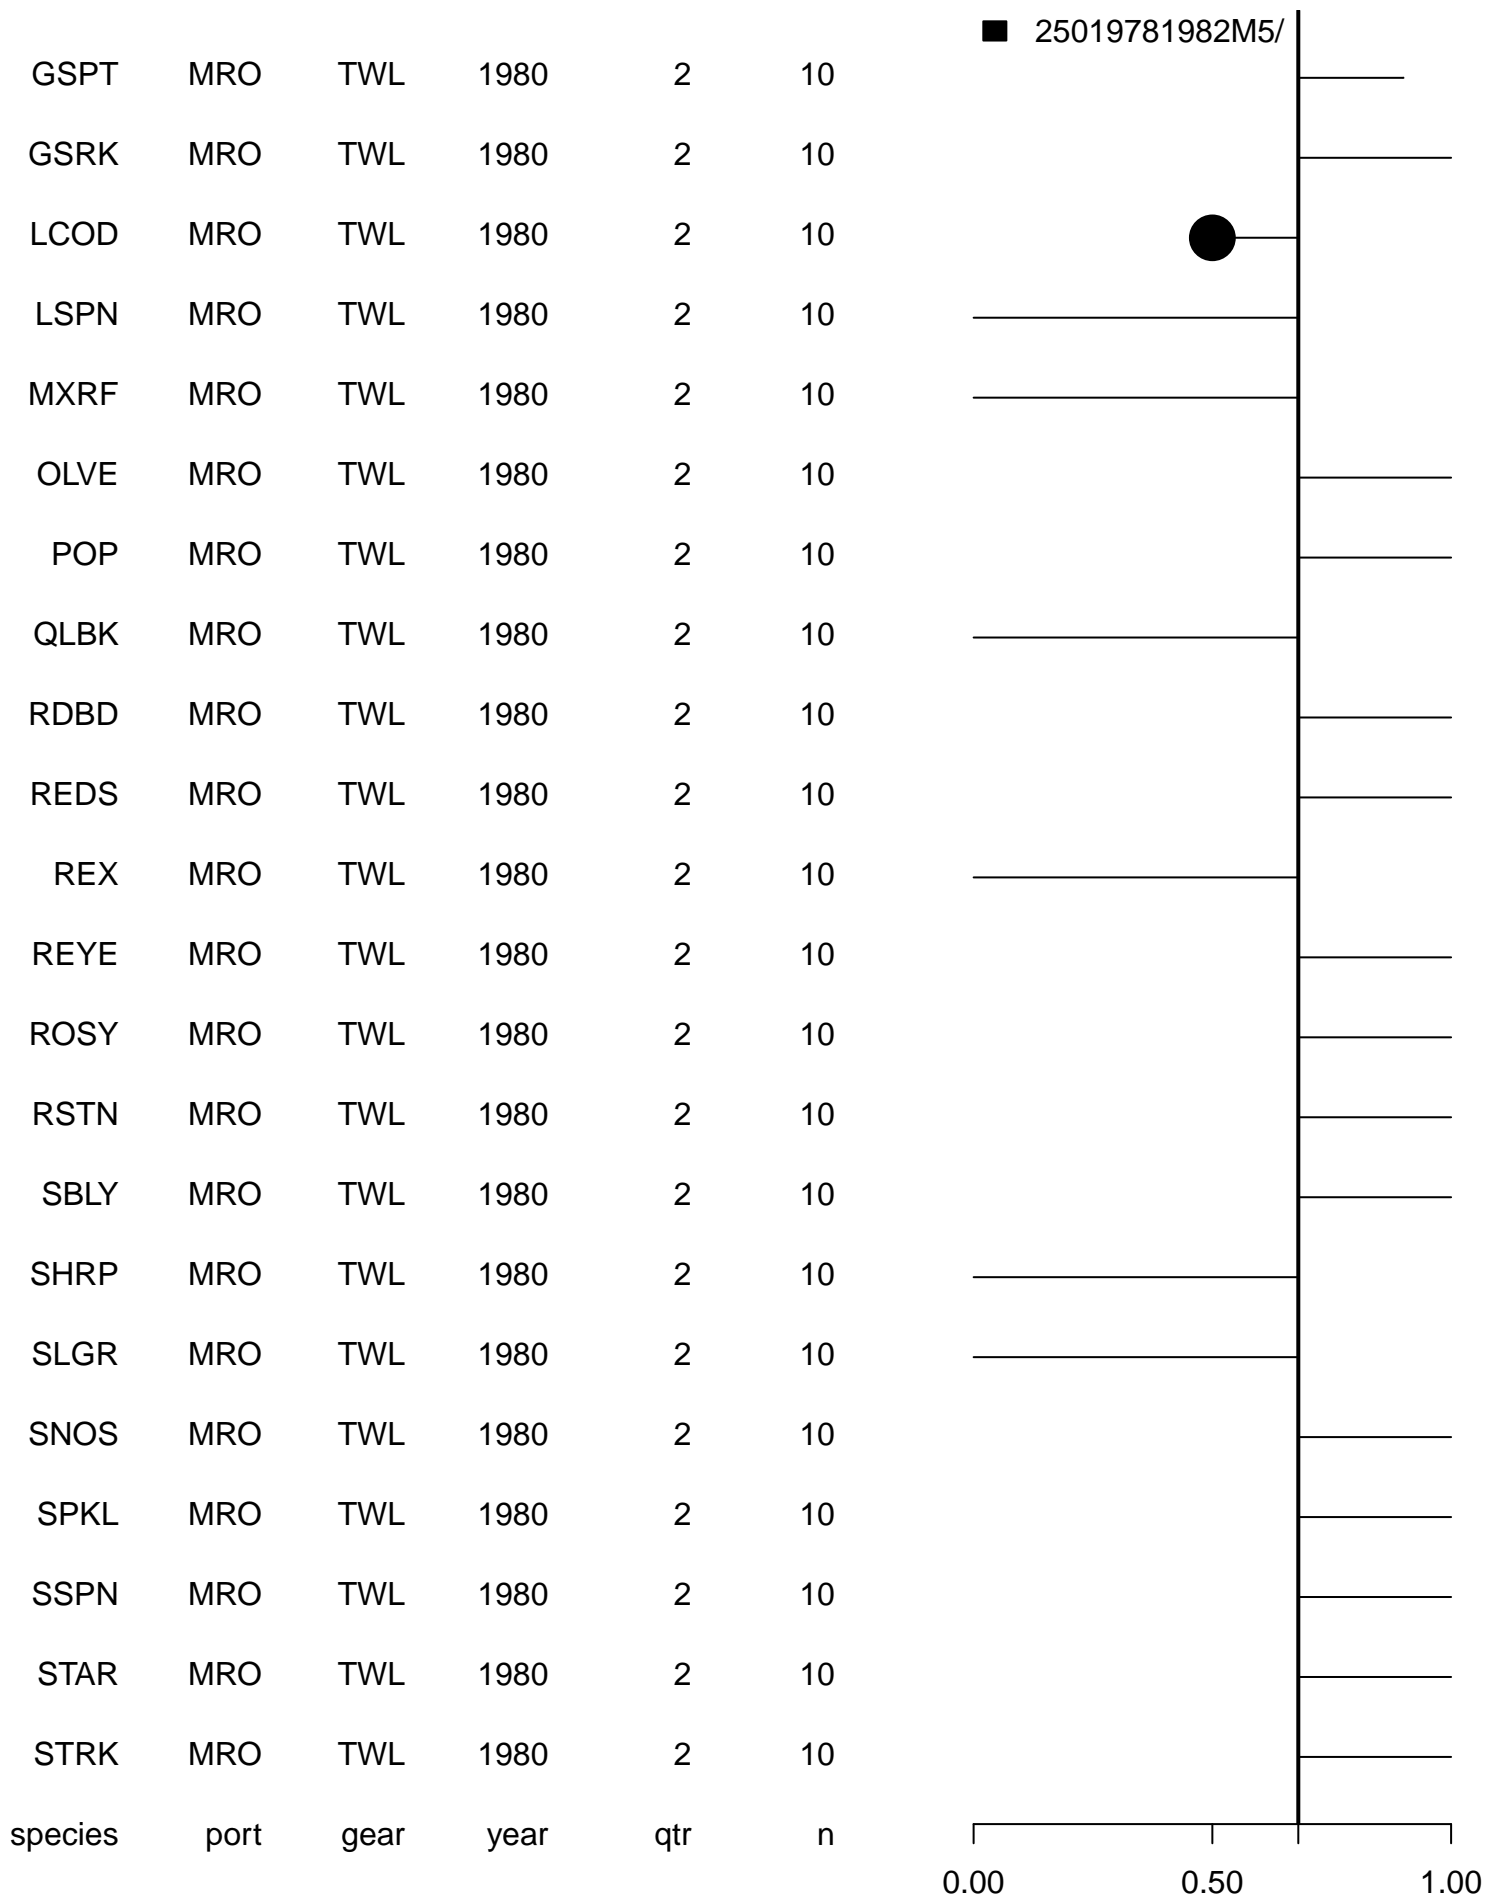 25019781982M5/
GSPT MRO TWL 1980 2 10
GSRK MRO TWL 1980 2 10
LCOD MRO TWL 1980 2 10
LSPN MRO TWL 1980 2 10
MXRF MRO TWL 1980 2 10
OLVE MRO TWL 1980 2 10
POP MRO TWL 1980 2 10
QLBK MRO TWL 1980 2 10
RDBD MRO TWL 1980 2 10
REDS MRO TWL 1980 2 10
REX MRO TWL 1980 2 10
REYE MRO TWL 1980 2 10
ROSY MRO TWL 1980 2 10
RSTN MRO TWL 1980 2 10
SBLY MRO TWL 1980 2 10
SHRP MRO TWL 1980 2 10
SLGR MRO TWL 1980 2 10
SNOS MRO TWL 1980 2 10
SPKL MRO TWL 1980 2 10
SSPN MRO TWL 1980 2 10
STAR MRO TWL 1980 2 10
STRK MRO TWL 1980 2 10
species port gear year qtr n
0.00 0.50 1.00